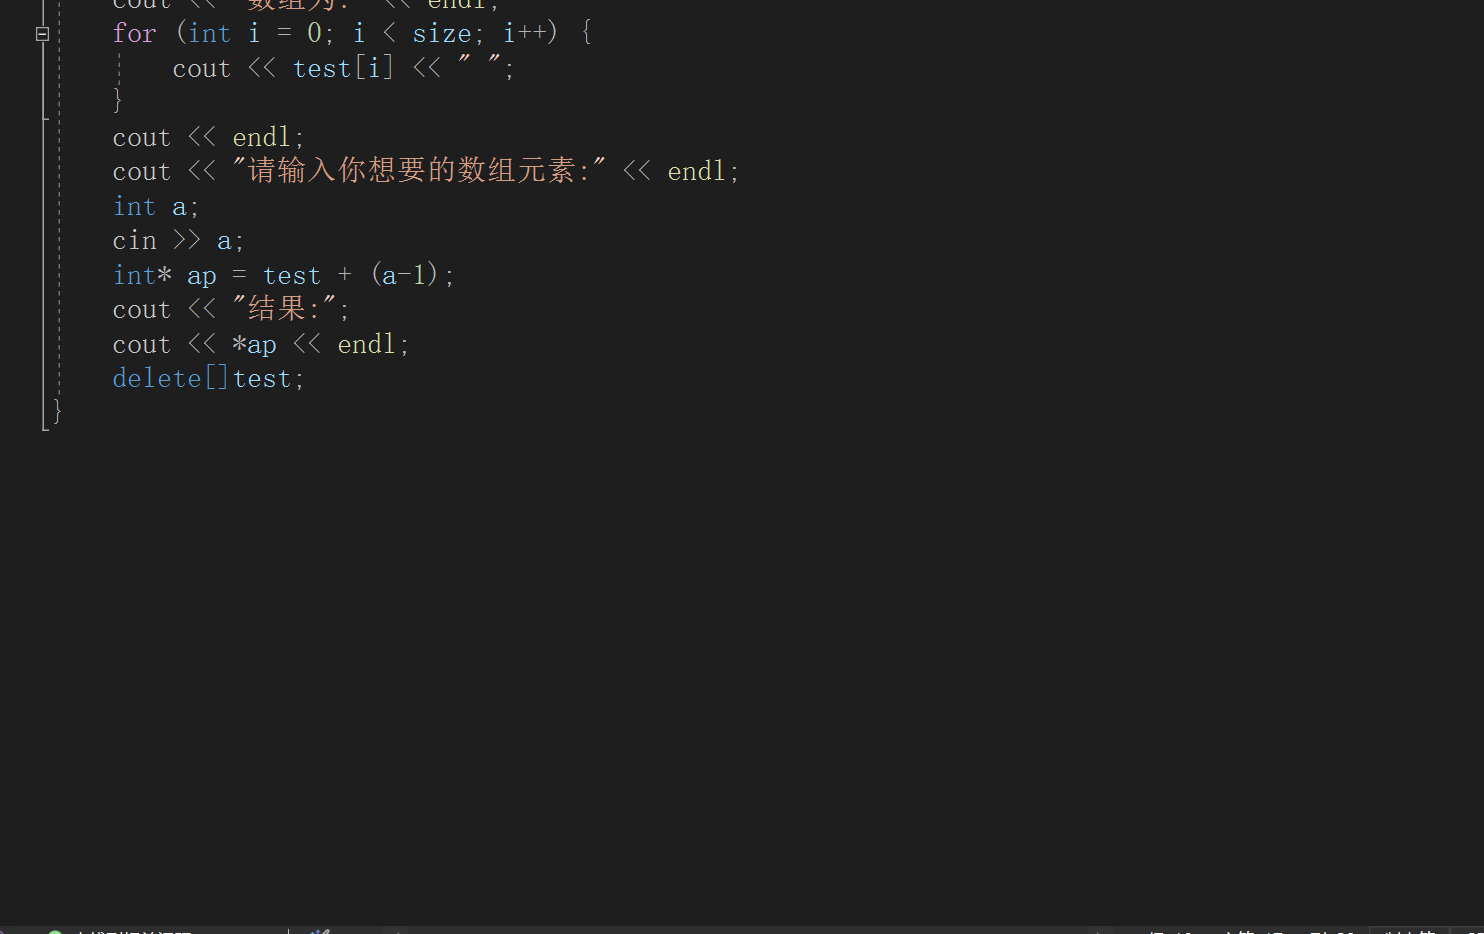 cout << "数组为:" << endl;
for (int i = 0; i < size; i++) {
cout << test[i] << " ";
}
cout << endl;
cout << "请输入你想要的数组元素:" << endl;
int a;
cin >> a;
int* ap = test + (a-1);
cout << "结果:";
cout << *ap << endl;
delete[]test;
}